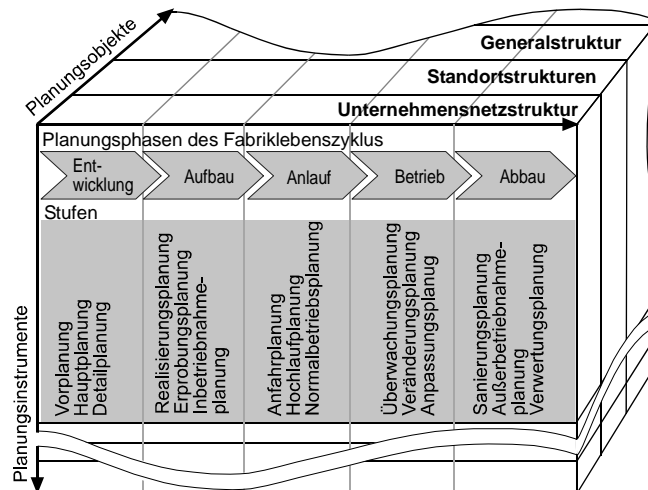 Planungsobjekte
Generalstruktur
Standortstrukturen
Unternehmensnetzstruktur
Planungsphasen des Fabriklebenszyklus
Ent-
wicklung
Aufbau
Anlauf
Betrieb
Abbau
Stufen
Vorplanung
Hauptplanung
Detailplanung
Realisierungsplanung
Erprobungsplanung
Inbetriebnahme-
planung
Anfahrplanung
Hochlaufplanung
Normalbetriebsplanung
Überwachungsplanung
Veränderungsplanung
Anpassungsplanug
Sanierungsplanung
Außerbetriebnahme-
planung
Verwertungsplanung
Planungsinstrumente